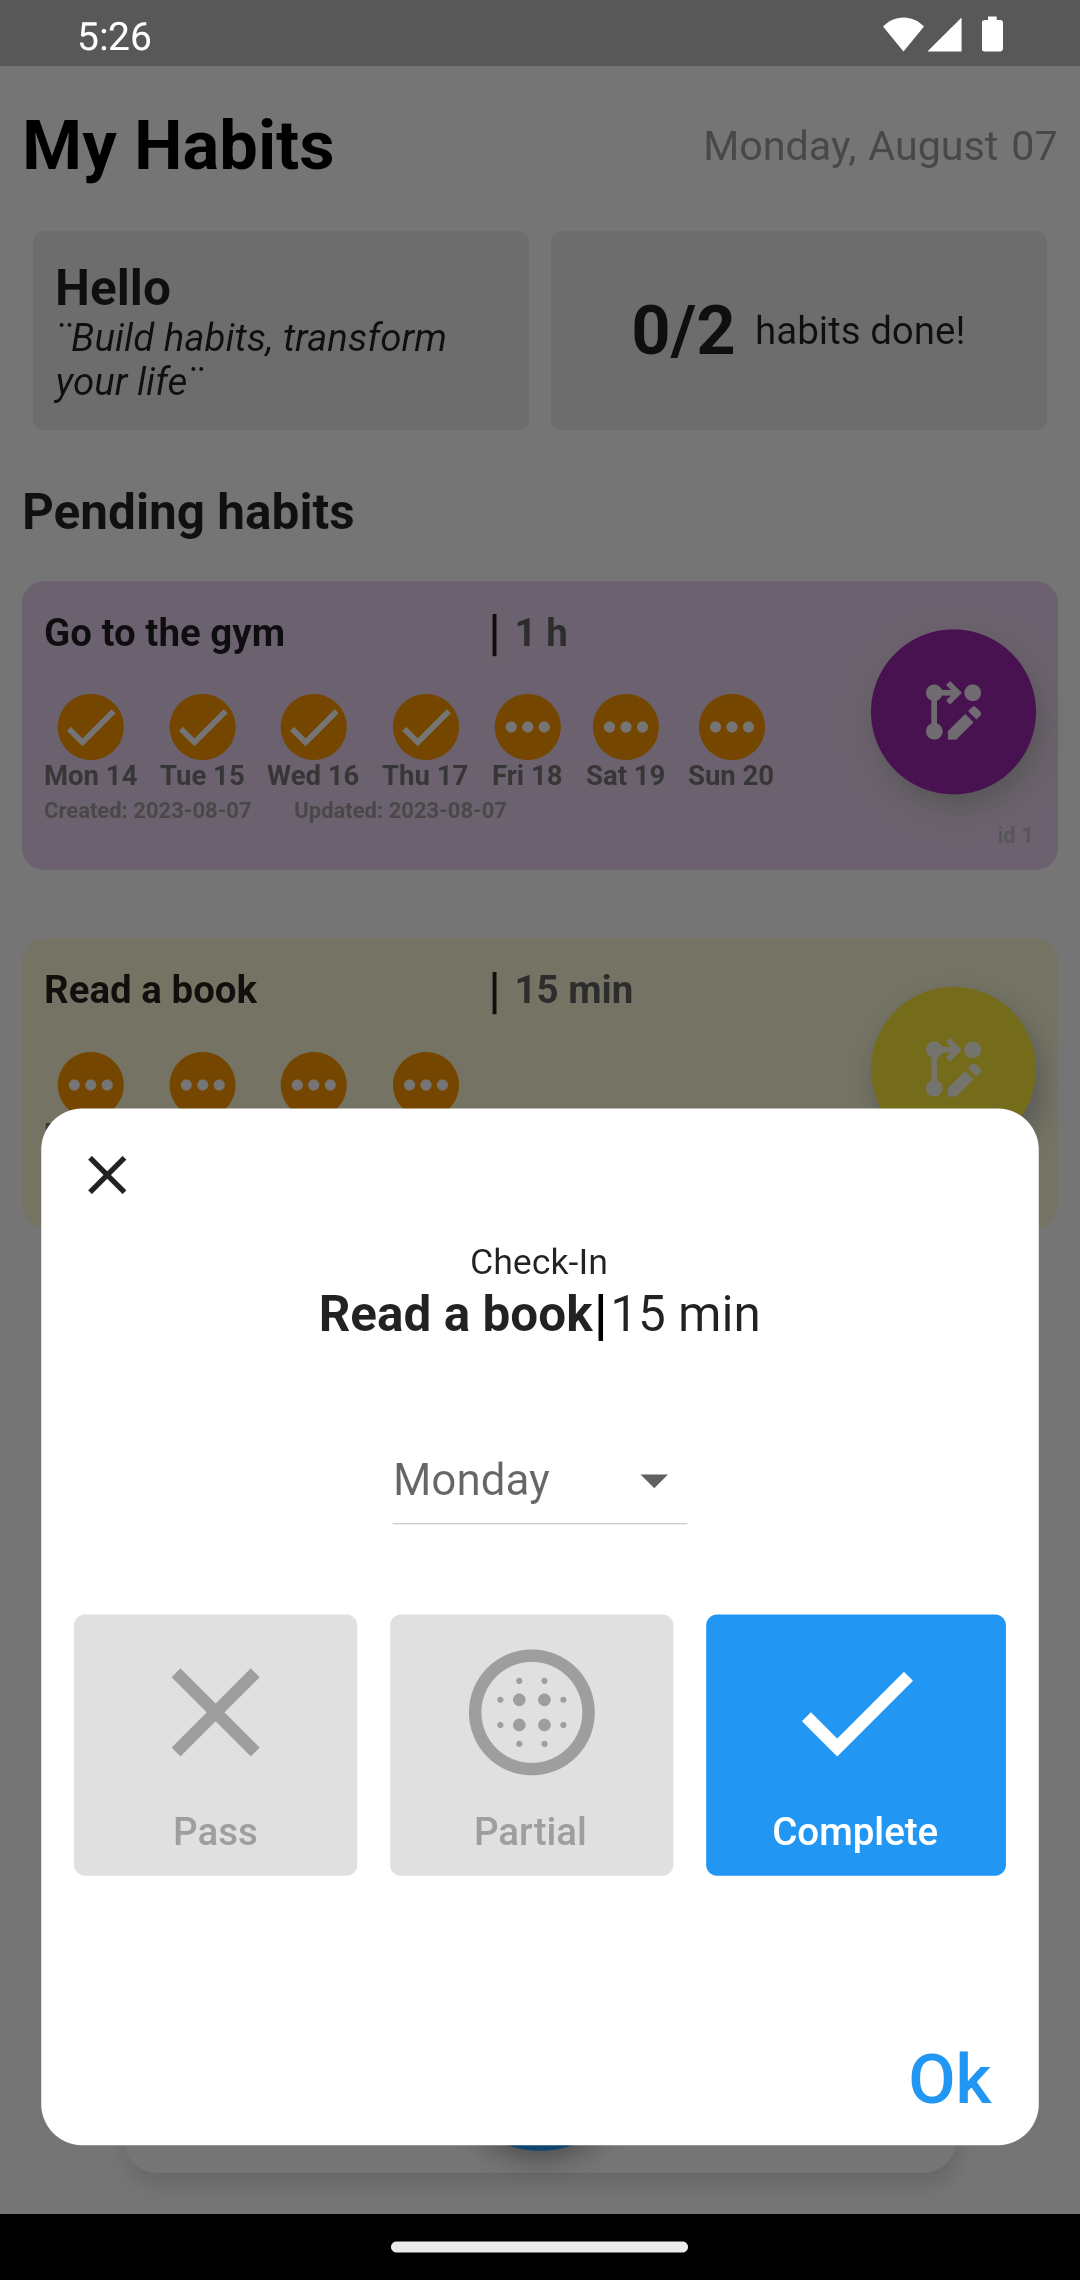 5:26
My Habits
Monday, August 07
Hello
¨Build habits, transform
your life¨
0/2 habits done!
Pending habits
Go to the gym | 1 h
Mon 14 Tue 15 Wed 16 Thu 17 Fri 18 Sat 19 Sun 20
Created: 2023-08-07 Updated: 2023-08-07
id 1
Read a book | 15 min
Check-In
Read a book|15 min
Monday
Pass Partial Complete
Ok